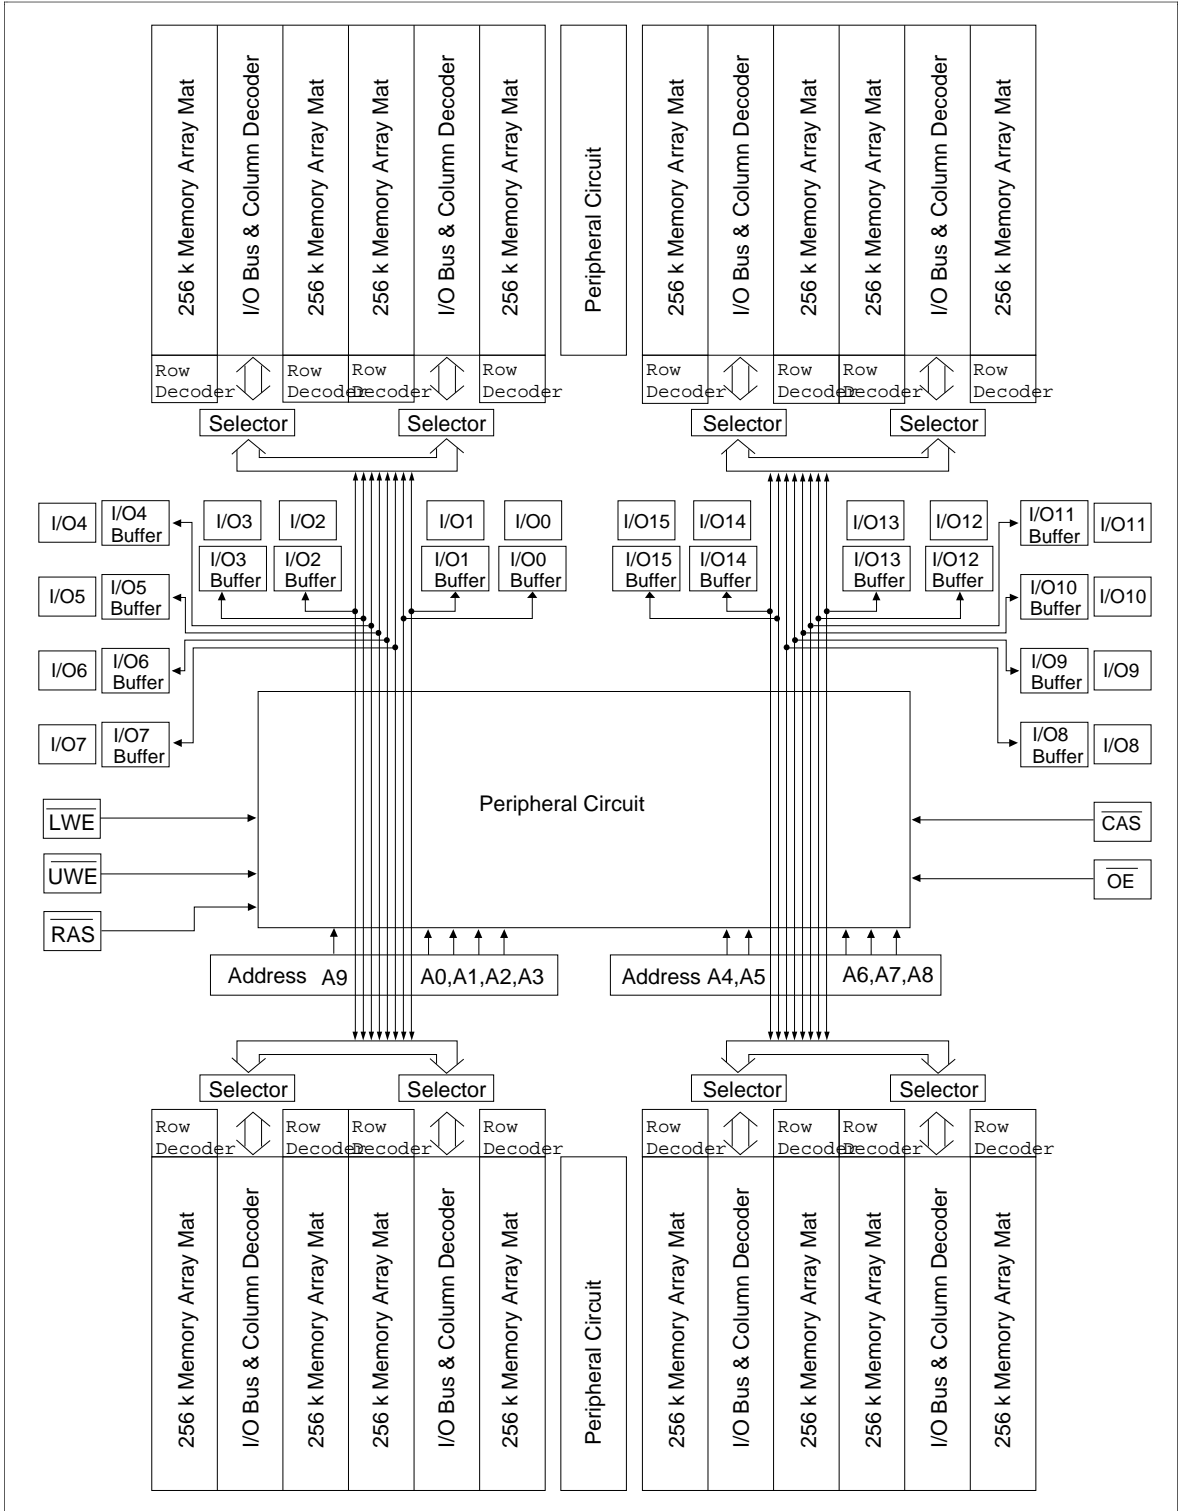 256 k Memory Array Mat
I/O Bus & Column Decoder
256 k Memory Array Mat
256 k Memory Array Mat
I/O Bus & Column Decoder
256 k Memory Array Mat
Peripheral Circuit
256 k Memory Array Mat
I/O Bus & Column Decoder
256 k Memory Array Mat
256 k Memory Array Mat
I/O Bus & Column Decoder
256 k Memory Array Mat
Row
Decoder
Row
Decoder
Row
Decoder
Row
Decoder
Row
Decoder
Row
Decoder
Row
Decoder
Row
Decoder
Selector
Selector
Selector
Selector
I/O4
I/O4
Buffer
I/O3
I/O2
I/O1
I/O0
I/O15
I/O14
I/O13
I/O12
I/O11
Buffer
I/O11
I/O3
Buffer
I/O2
Buffer
I/O1
Buffer
I/O0
Buffer
I/O15
Buffer
I/O14
Buffer
I/O13
Buffer
I/O12
Buffer
I/O5
I/O5
Buffer
I/O10
Buffer
I/O10
I/O6
I/O6
Buffer
I/O9
Buffer
I/O9
I/O7
I/O7
Buffer
I/O8
Buffer
I/O8
Peripheral Circuit
LWE
CAS
UWE
OE
RAS
Address A9 A0,A1,A2,A3
Address A4,A5 A6,A7,A8
Selector
Selector
Selector
Selector
Row
Decoder
Row
Decoder
Row
Decoder
Row
Decoder
Row
Decoder
Row
Decoder
Row
Decoder
Row
Decoder
256 k Memory Array Mat
I/O Bus & Column Decoder
256 k Memory Array Mat
256 k Memory Array Mat
I/O Bus & Column Decoder
256 k Memory Array Mat
Peripheral Circuit
256 k Memory Array Mat
I/O Bus & Column Decoder
256 k Memory Array Mat
256 k Memory Array Mat
I/O Bus & Column Decoder
256 k Memory Array Mat